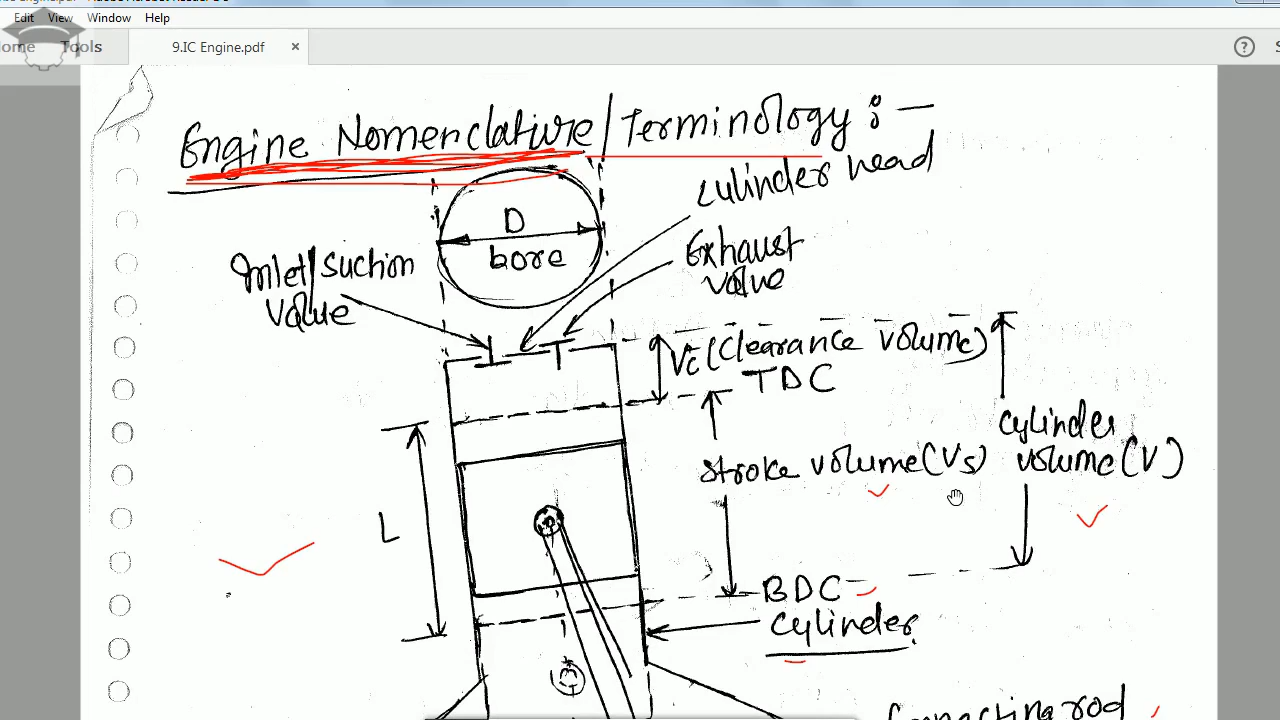 Edit View Window Help
Home Tools 9.IC Engine.pdf × ?
Engine Nomenclature/Terminology :-
cylinder head
D
bore
Exhaust
valve
Inlet/suction
valve
Vc (Clearance volume)
TDC
cylinder
volume (V)
stroke volume (Vs)
L
BDC
cylinder
Connecting rod